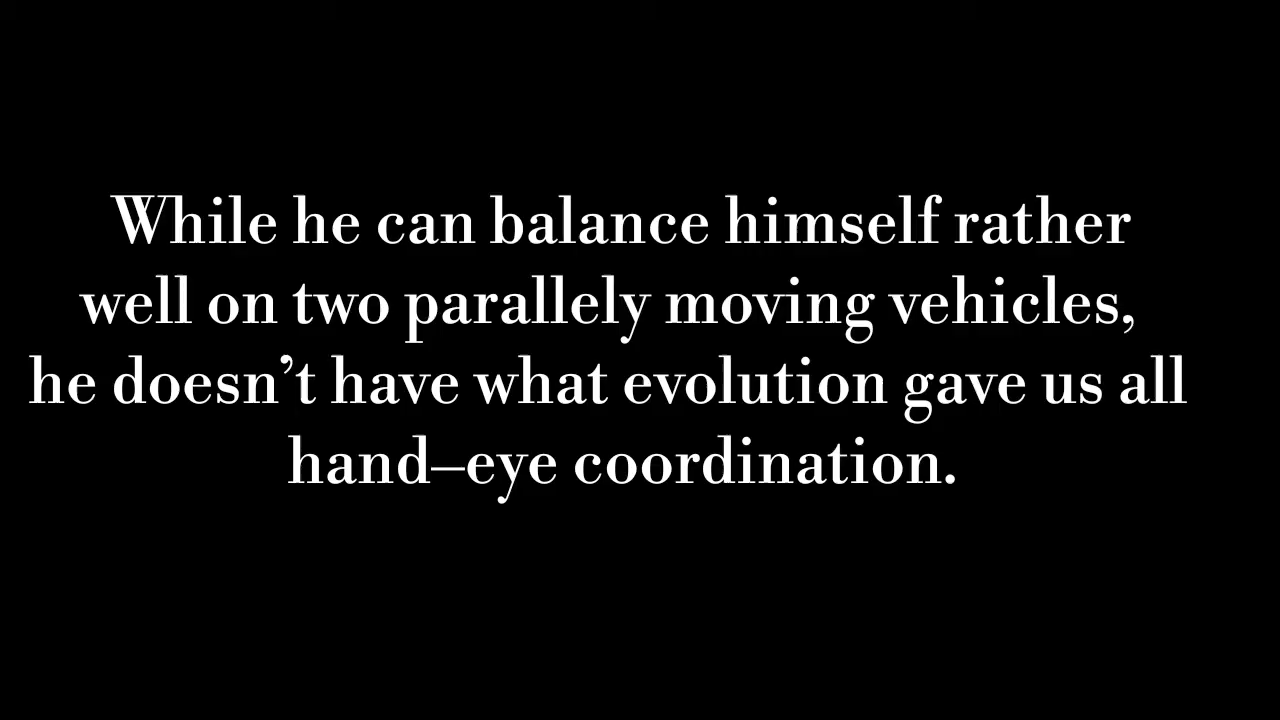 While he can balance himself rather
well on two parallely moving vehicles,
he doesn’t have what evolution gave us all
hand–eye coordination.